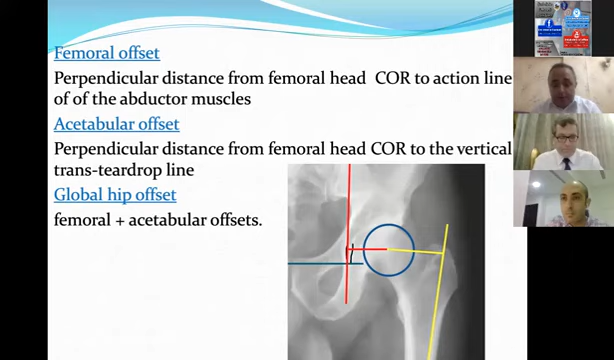 Femoral offset
Perpendicular distance from femoral head COR to action line
of of the abductor muscles
Acetabular offset
Perpendicular distance from femoral head COR to the vertical
trans-teardrop line
Global hip offset
femoral + acetabular offsets.